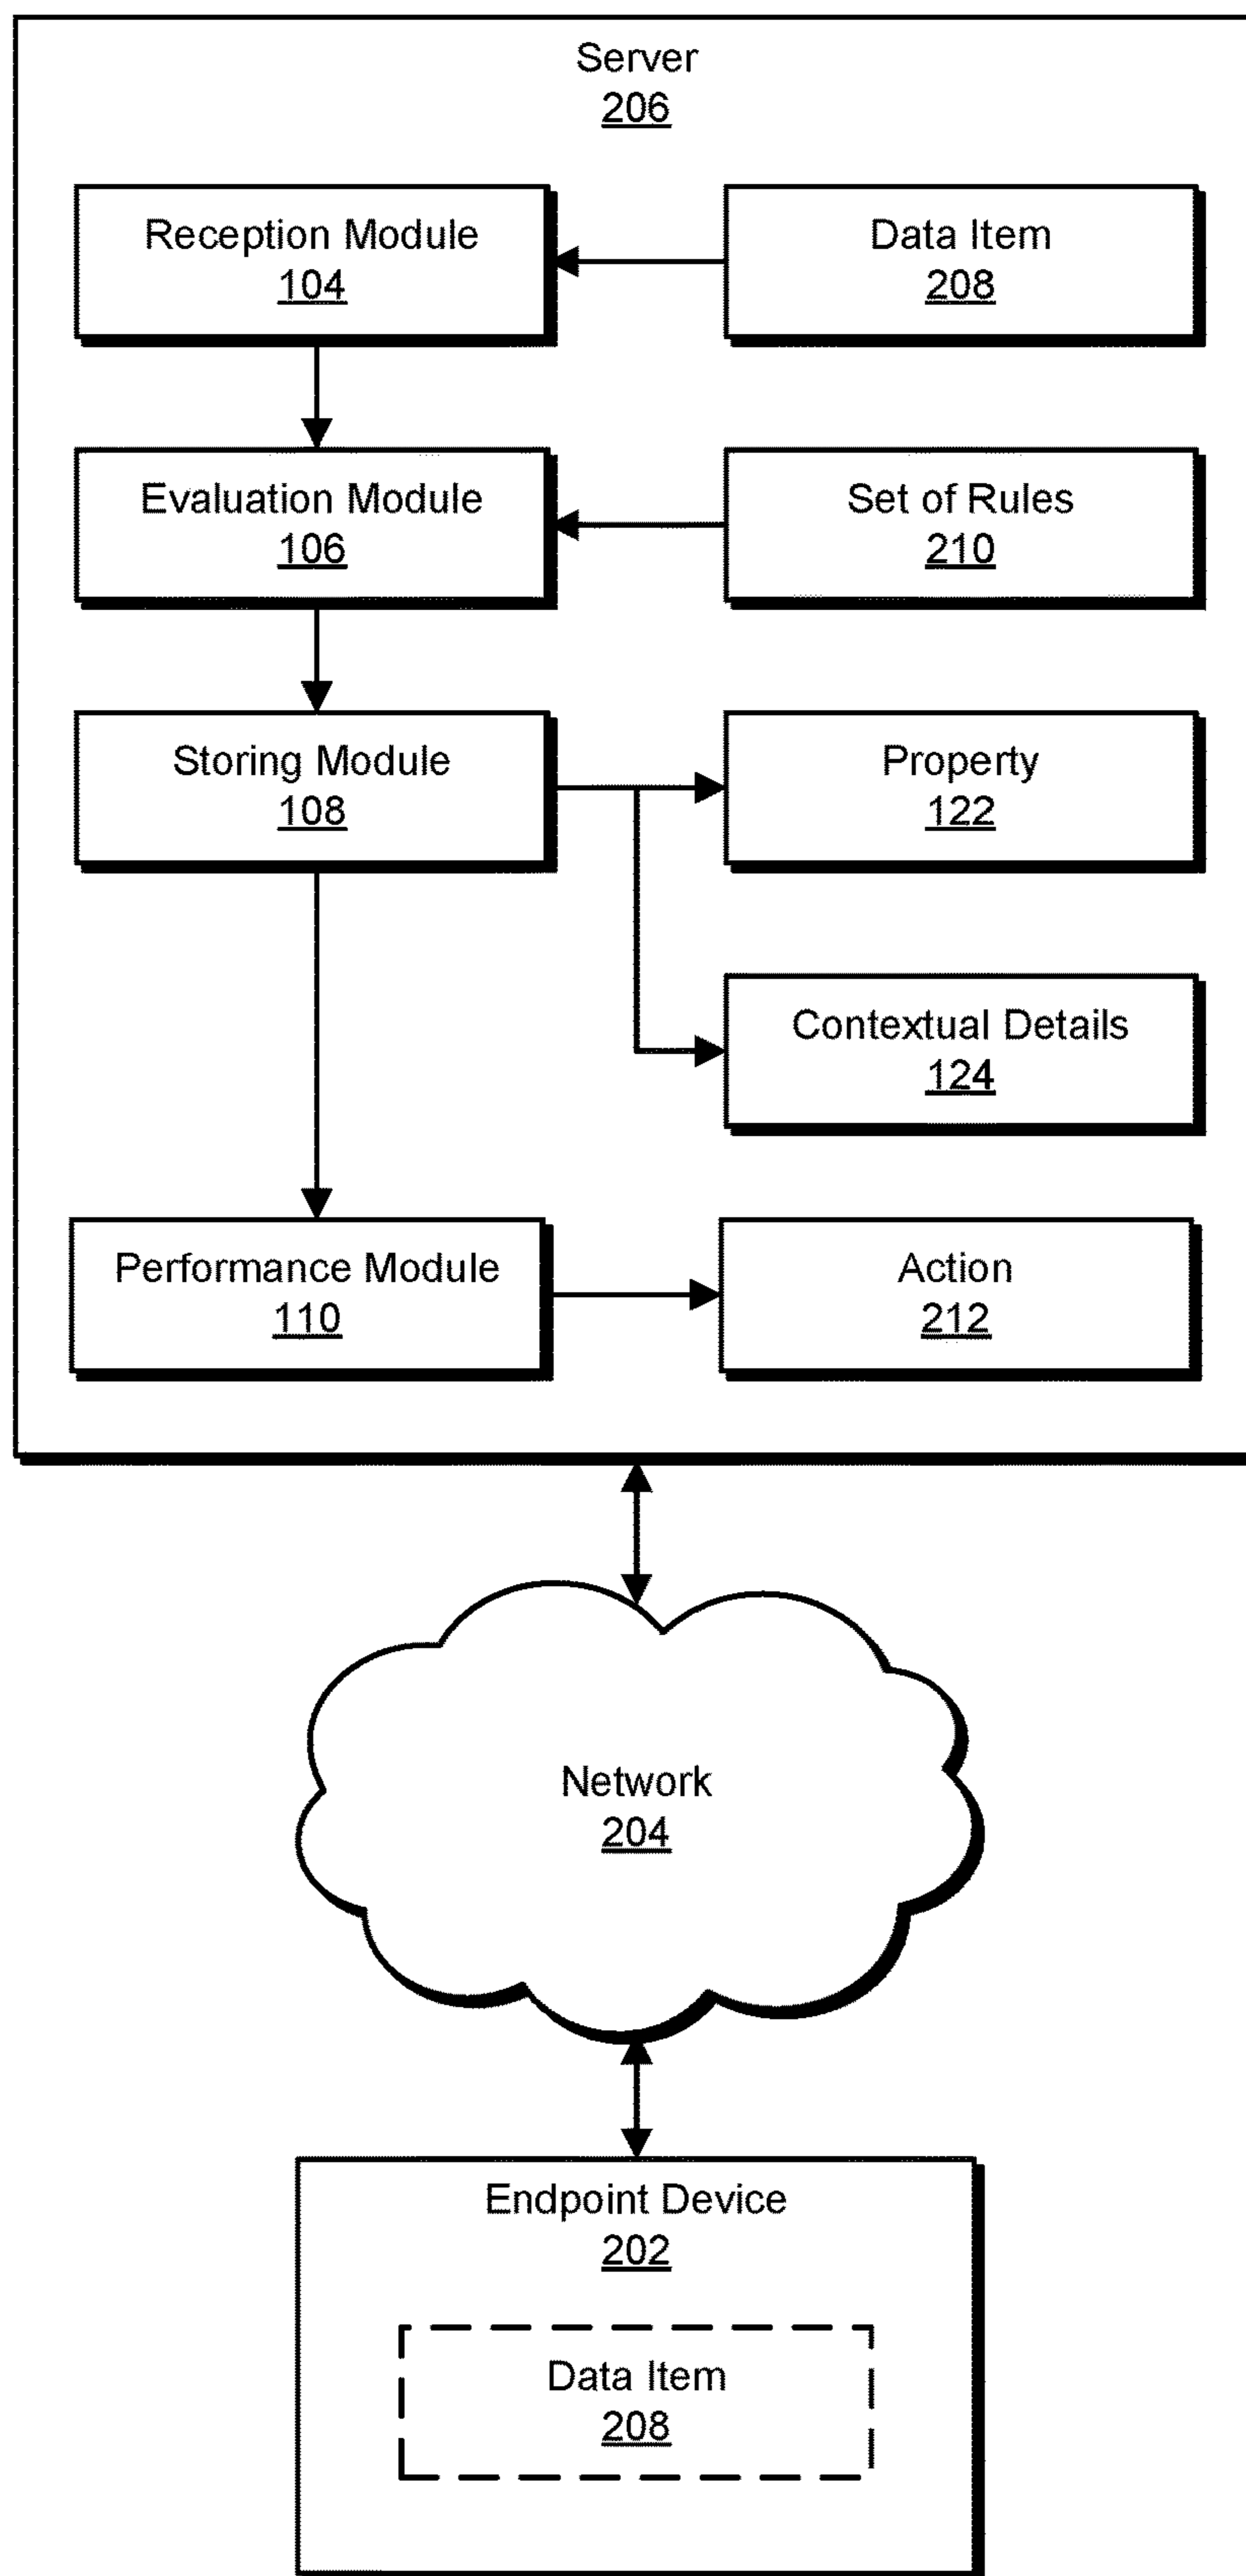 Server
206
Reception Module
104
Data Item
208
Evaluation Module
106
Set of Rules
210
Storing Module
108
Property
122
Contextual Details
124
Performance Module
110
Action
212
Network
204
Endpoint Device
202
Data Item
208